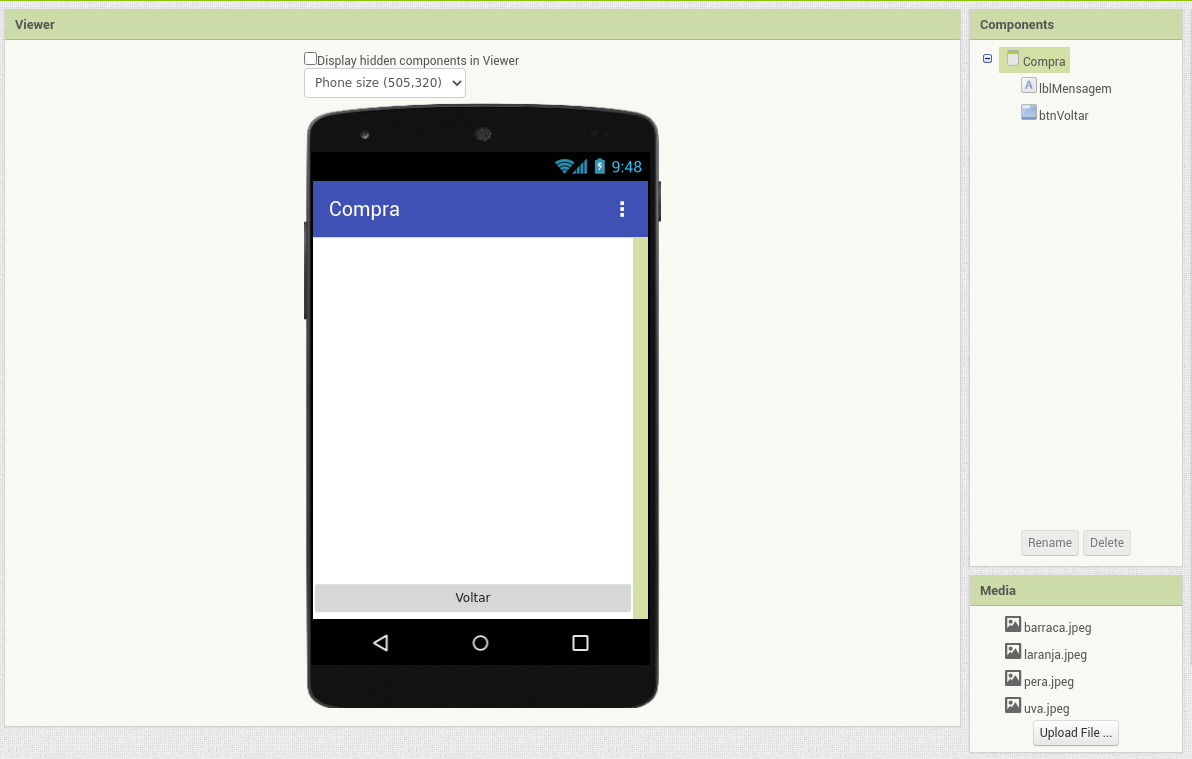 Viewer
Display hidden components in Viewer
Phone size (505,320)
9:48
Compra
Voltar
Components
Compra
A
lblMensagem
btnVoltar
Rename
Delete
Media
barraca.jpeg
laranja.jpeg
pera.jpeg
uva.jpeg
Upload File ...